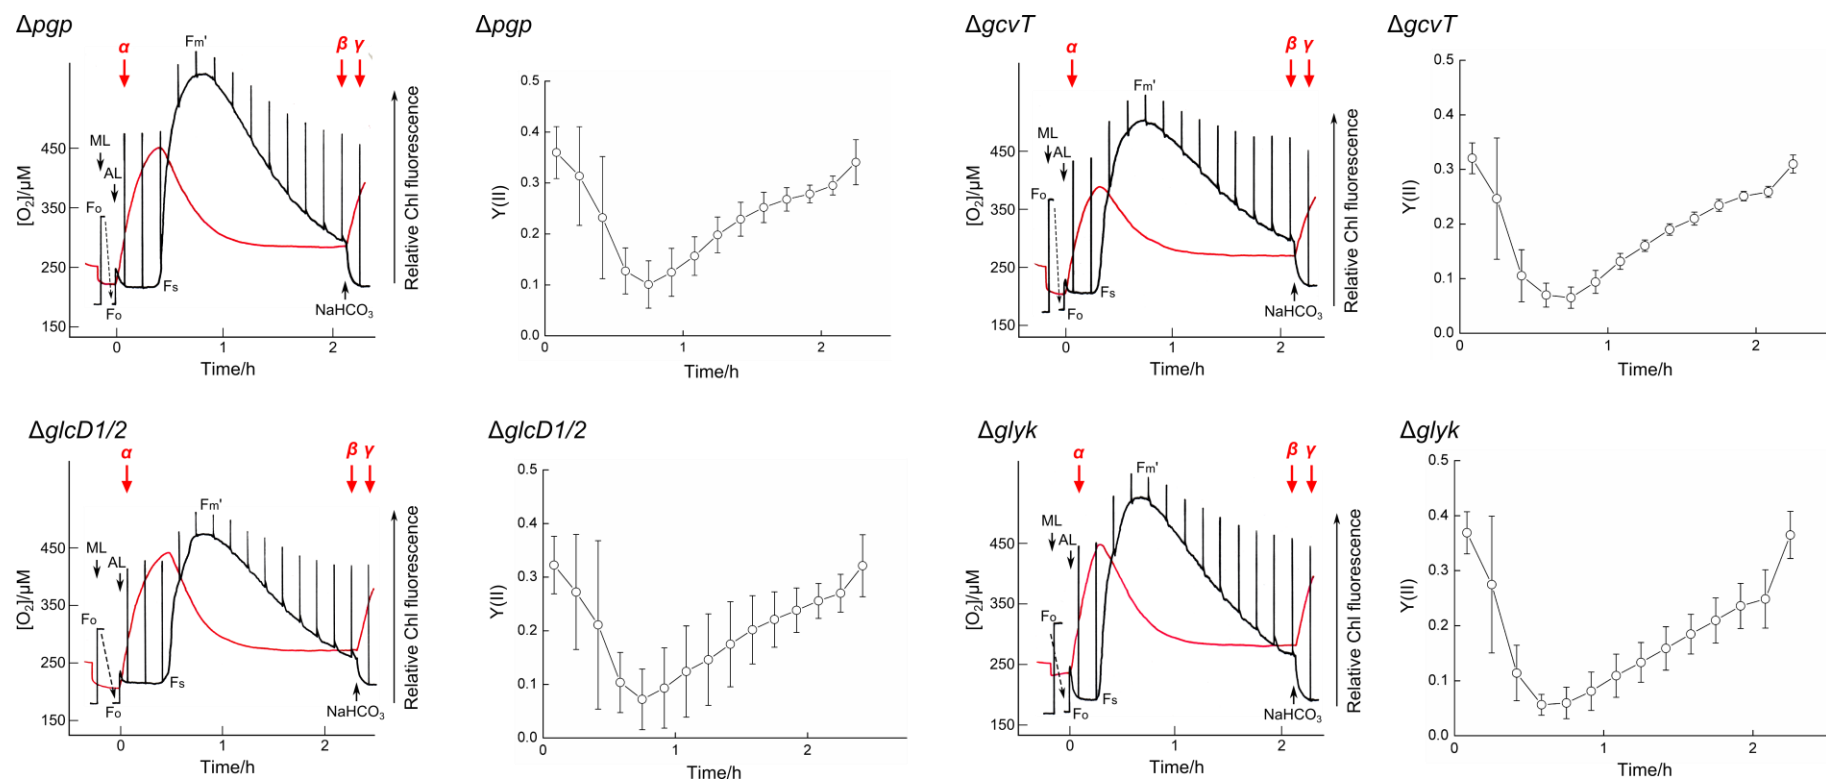 Δpgp
α
β γ
Fm'
ML
AL
Fo
Fo
Fs
NaHCO3
[O2]/µM
450
350
250
150
0 1 2
Time/h
Relative Chl fluorescence
Δpgp
Y(II)
0.5
0.4
0.3
0.2
0.1
0.0
0 1 2
Time/h
ΔgcvT
α
β γ
Fm'
ML
AL
Fo
Fo
Fs
NaHCO3
[O2]/µM
450
350
250
150
0 1 2
Time/h
Relative Chl fluorescence
ΔgcvT
Y(II)
0.5
0.4
0.3
0.2
0.1
0.0
0 1 2
Time/h
ΔglcD1/2
α
β γ
Fm'
ML
AL
Fo
Fo
Fs
NaHCO3
[O2]/µM
450
350
250
150
0 1 2
Time/h
Relative Chl fluorescence
ΔglcD1/2
Y(II)
0.5
0.4
0.3
0.2
0.1
0.0
0 1 2
Time/h
Δglyk
α
β γ
Fm'
ML
AL
Fo
Fo
Fs
NaHCO3
[O2]/µM
450
350
250
150
0 1 2
Time/h
Relative Chl fluorescence
Δglyk
Y(II)
0.5
0.4
0.3
0.2
0.1
0.0
0 1 2
Time/h